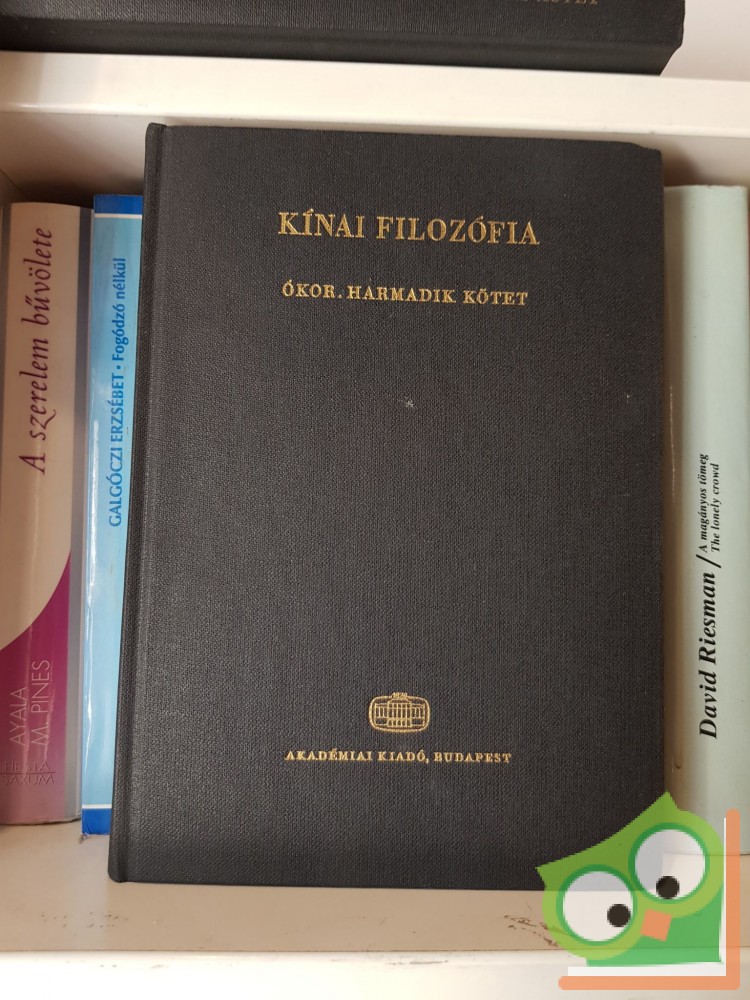 KÖTET
KÍNAI FILOZÓFIA
ÓKOR. HARMADIK KÖTET
AKADÉMIAI KIADÓ, BUDAPEST
A szerelem bűvölete
AYALA
M. PINES
GALGÓCZI ERZSÉBET • Fogódzó nélkül
David Riesman / A magányos tömeg
The lonely crowd